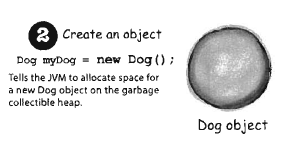 2 Create an object
Dog myDog = new Dog();
Tells the JVM to allocate space for
a new Dog object on the garbage
collectible heap.
Dog object